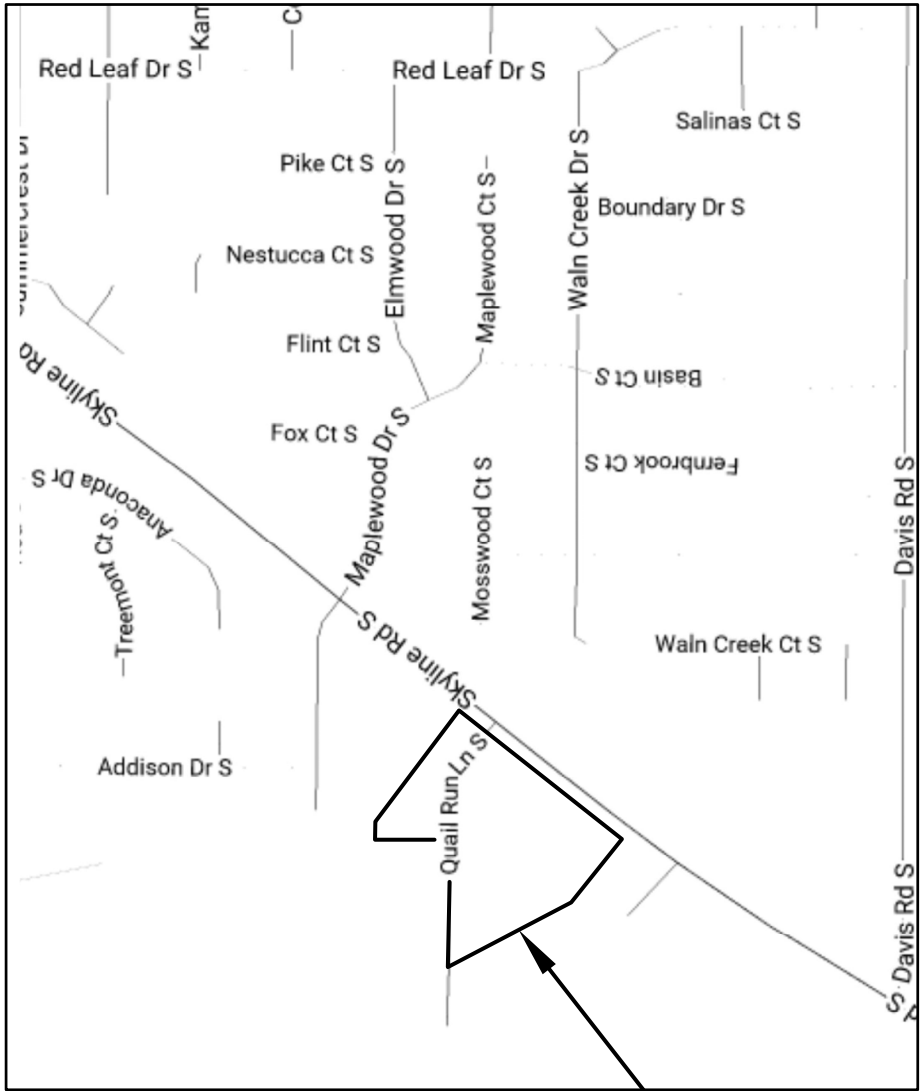 Kam
C
Red Leaf Dr S
Red Leaf Dr S
Salinas Ct S
Pike Ct S
Elmwood Dr S
Maplewood Ct S
Waln Creek Dr S
Boundary Dr S
Nestucca Ct S
Flint Ct S
Skyline Rd
Basin Ct S
Fox Ct S
Maplewood Dr S
Anaconda Dr S
Fernbrook Ct S
Mosswood Ct S
Davis Rd S
Treemont Ct S
Skyline Rd S
Waln Creek Ct S
Addison Dr S
Quail Run Ln S
Davis Rd S
S